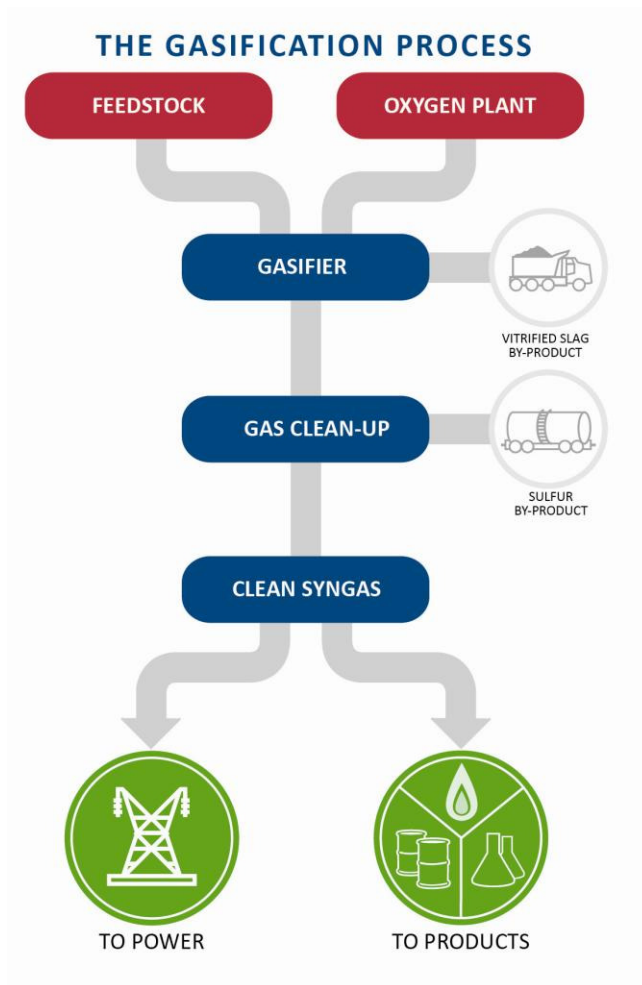 THE GASIFICATION PROCESS
FEEDSTOCK
OXYGEN PLANT
GASIFIER
VITRIFIED SLAG
BY-PRODUCT
GAS CLEAN-UP
SULFUR
BY-PRODUCT
CLEAN SYNGAS
TO POWER
TO PRODUCTS